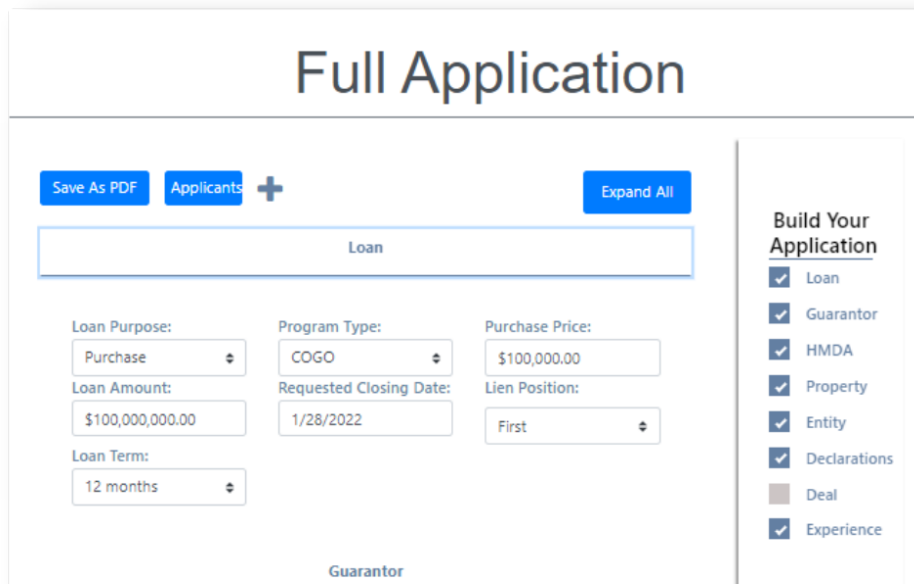 Full Application
Save As PDF
Applicants
Expand All
Loan
Loan Purpose:
Program Type:
Purchase Price:
Purchase
COGO
$100,000.00
Loan Amount:
Requested Closing Date:
Lien Position:
$100,000,000.00
1/28/2022
First
Loan Term:
12 months
Guarantor
Build Your
Application
Loan
Guarantor
HMDA
Property
Entity
Declarations
Deal
Experience